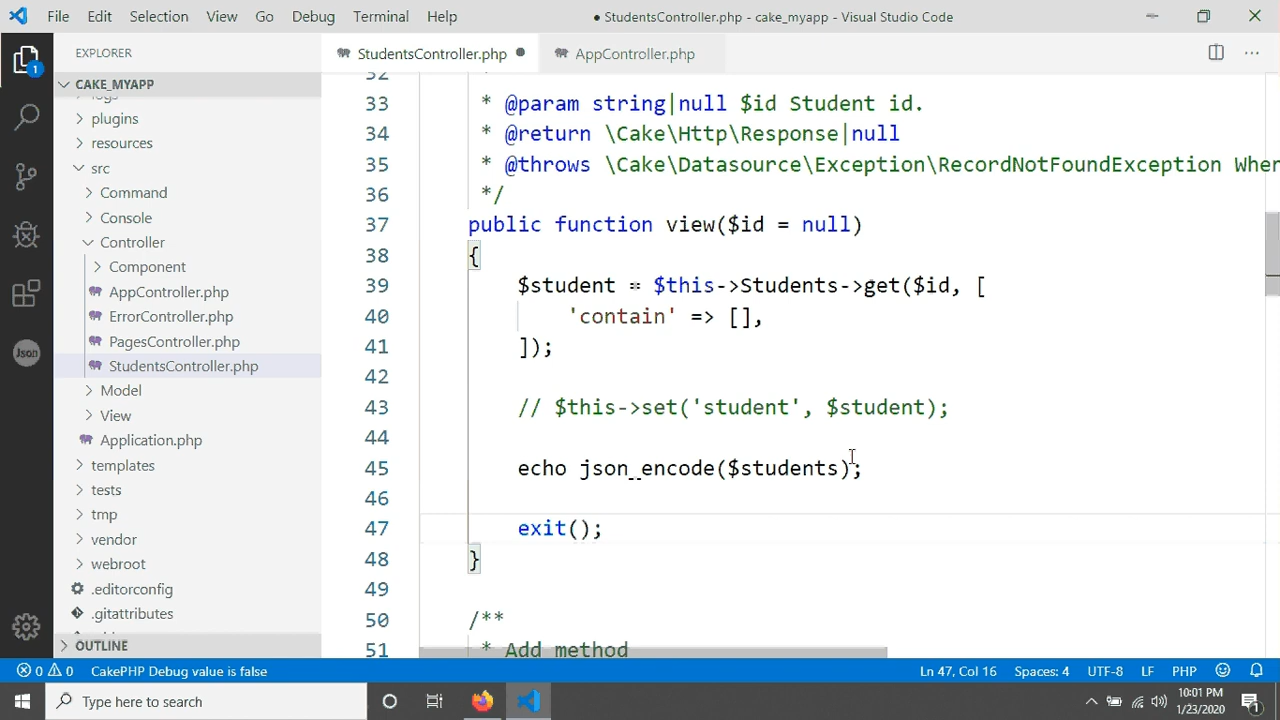 File Edit Selection View Go Debug Terminal Help ● StudentsController.php - cake_myapp - Visual Studio Code
EXPLORER
StudentsController.php
AppController.php
1
CAKE_MYAPP
plugins
resources
src
Command
Console
Controller
Component
AppController.php
ErrorController.php
PagesController.php
StudentsController.php
Model
View
Application.php
templates
tests
tmp
vendor
webroot
.editorconfig
.gitattributes
OUTLINE
Json
32 *
33 * @param string|null $id Student id.
34 * @return \Cake\Http\Response|null
35 * @throws \Cake\Datasource\Exception\RecordNotFoundException When
36 */
37 public function view($id = null)
38 {
39 $student = $this->Students->get($id, [
40 'contain' => [],
41 ]);
42
43 // $this->set('student', $student);
44
45 echo json_encode($students);
46
47 exit();
48 }
49
50 /**
51 * Add method
0 0 CakePHP Debug value is false Ln 47, Col 16 Spaces: 4 UTF-8 LF PHP
Type here to search
10:01 PM
1/23/2020
1